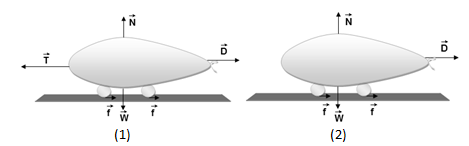 N⃗ N⃗
T⃗ D⃗ D⃗
f⃗ W⃗ f⃗ f⃗ W⃗ f⃗
(1) (2)